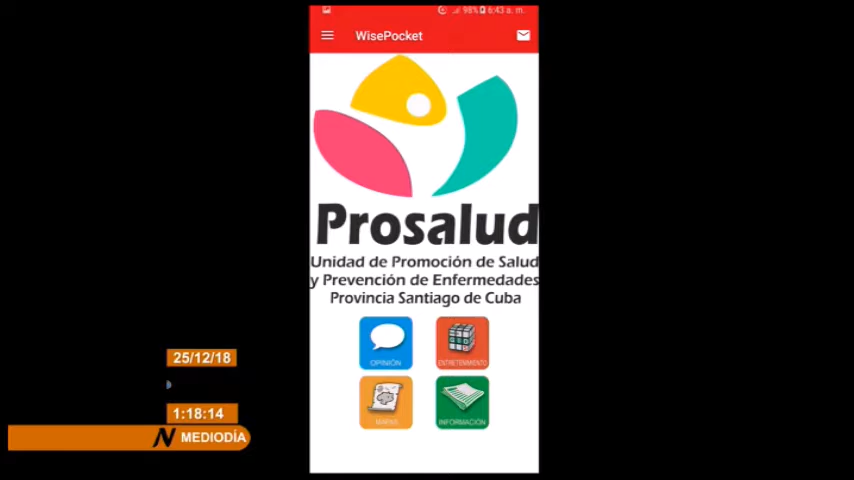 98% 6:43 a. m.
WisePocket
Prosalud
Unidad de Promoción de Salud
y Prevención de Enfermedades
Provincia Santiago de Cuba
OPINIÓN
ENTRETENIMIENTO
MAPAS
INFORMACIÓN
25/12/18
1:18:14
N MEDIODÍA